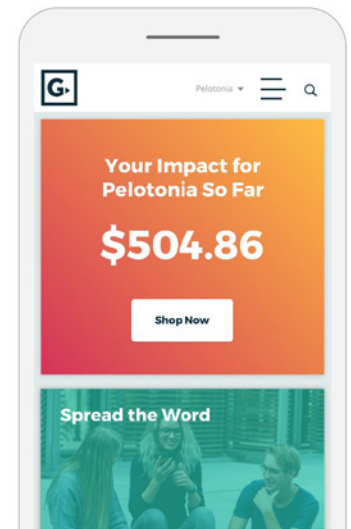 G
Pelotonia
Your Impact for
Pelotonia So Far
$504.86
Shop Now
Spread the Word